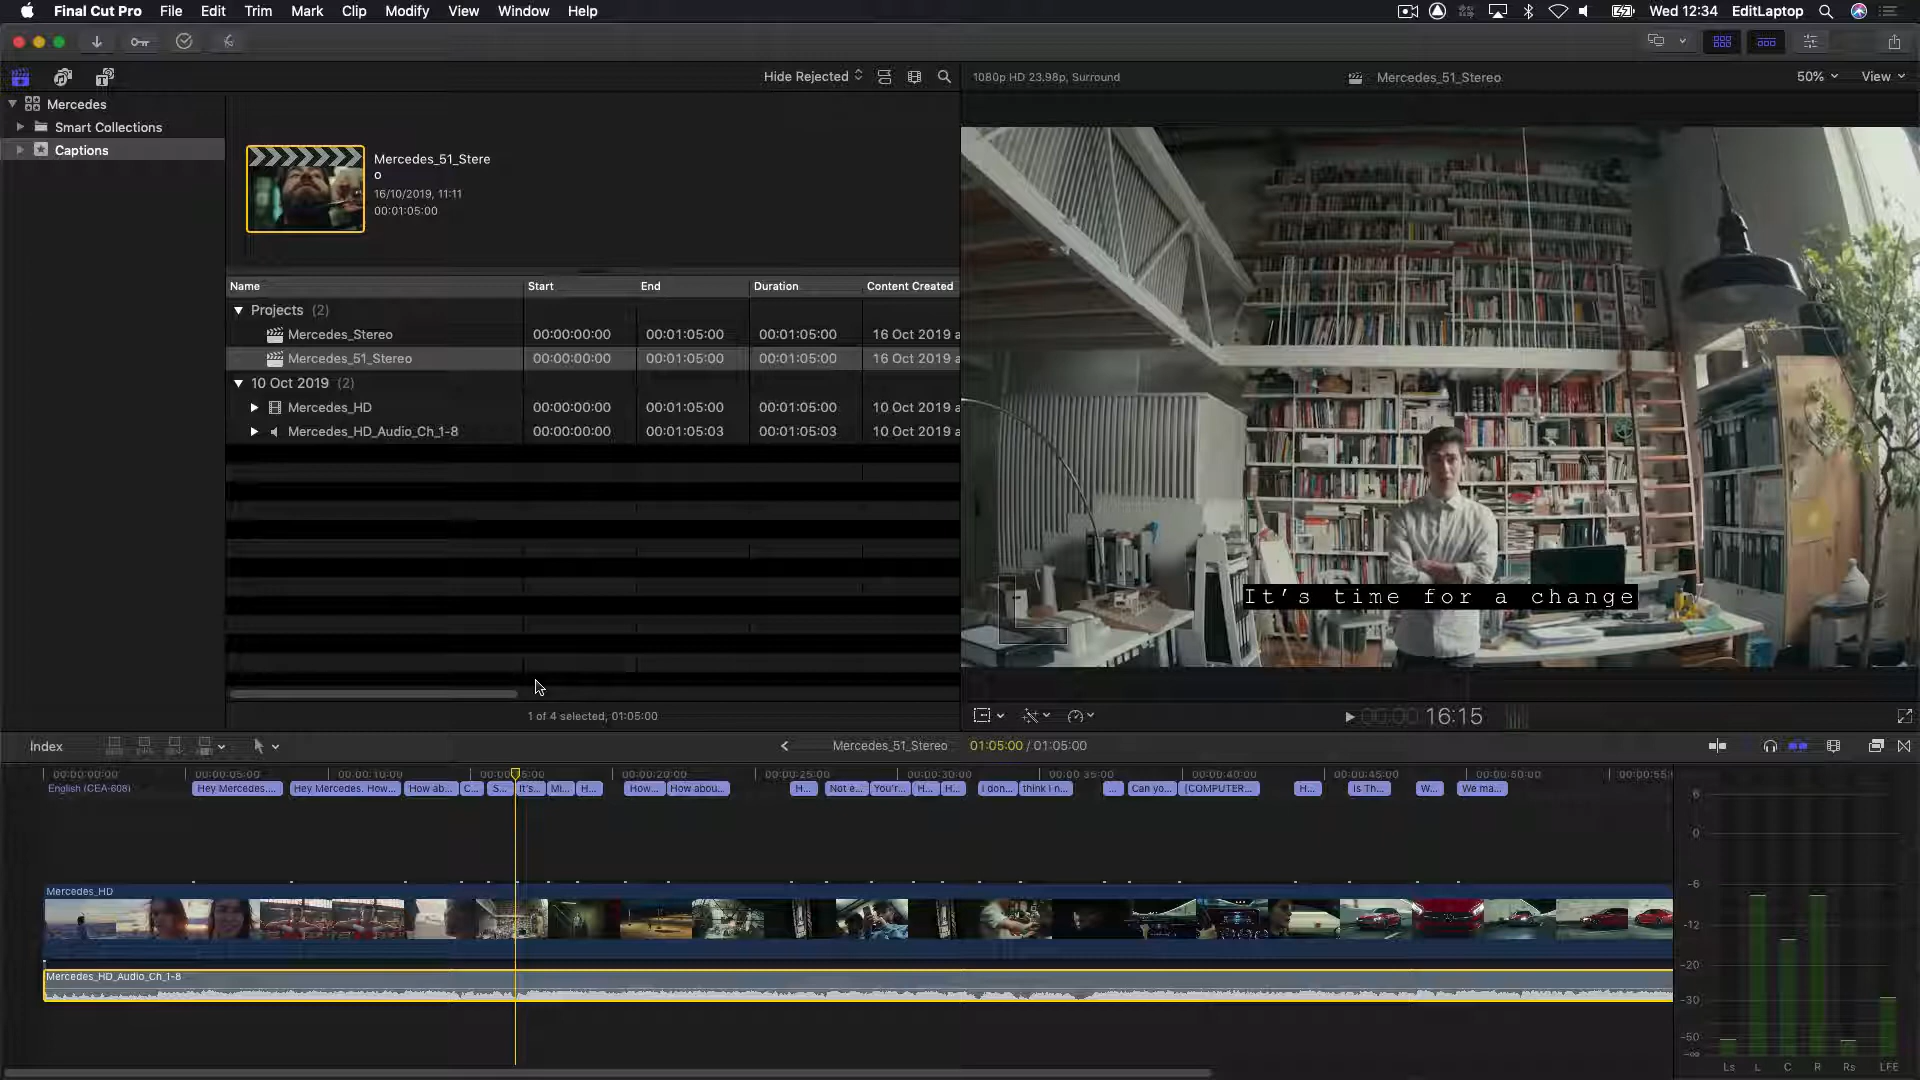 Final Cut Pro File Edit Trim Mark Clip Modify View Window Help Wed 12:34 EditLaptop
Hide Rejected 1080p HD 23.98p, Surround Mercedes_51_Stereo 50% View
Mercedes
Smart Collections
Captions
Mercedes_51_Stere
o
16/10/2019, 11:11
00:01:05:00
Name Start End Duration Content Created
Projects (2)
Mercedes_Stereo 00:00:00:00 00:01:05:00 00:01:05:00 16 Oct 2019 a
Mercedes_51_Stereo 00:00:00:00 00:01:05:00 00:01:05:00 16 Oct 2019 a
10 Oct 2019 (2)
Mercedes_HD 00:00:00:00 00:01:05:00 00:01:05:00 10 Oct 2019 a
Mercedes_HD_Audio_Ch_1-8 00:00:00:00 00:01:05:03 00:01:05:03 10 Oct 2019 a
It's time for a change
1 of 4 selected, 01:05:00
00:00: 16:15
Index Mercedes_51_Stereo 01:05:00 / 01:05:00
00:00:00:00 00:00:05:00 00:00:10:00 00:00:20:00 00:00:25:00 00:00:30:00 00:00:35:00 00:00:40:00 00:00:45:00 00:00:50:00 00:00:55:
English (CEA-608) Hey Mercedes.... Hey Mercedes. How... How ab... C... S... It's... Mi... H... How... How abou... H... Not e... You'r... H... H... I don... think I n... ... Can yo... [COMPUTER... H... Is Th... W... We ma...
Mercedes_HD
Mercedes_HD_Audio_Ch_1-8
6
0
-6
-12
-20
-30
-50
-∞
Ls L C R Rs LFE